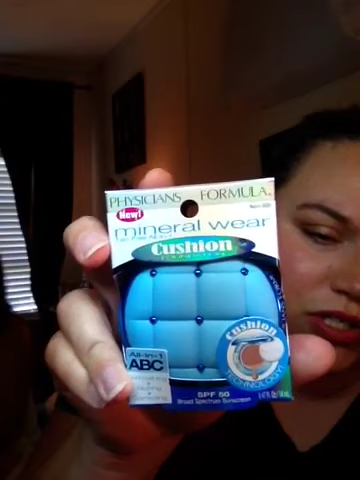 PHYSICIANS FORMULA.
New!
mineral wear
Cushion
All-in-1
ABC
cushion
TECHNOLOGY
SPF 50
Broad Spectrum Sunscreen